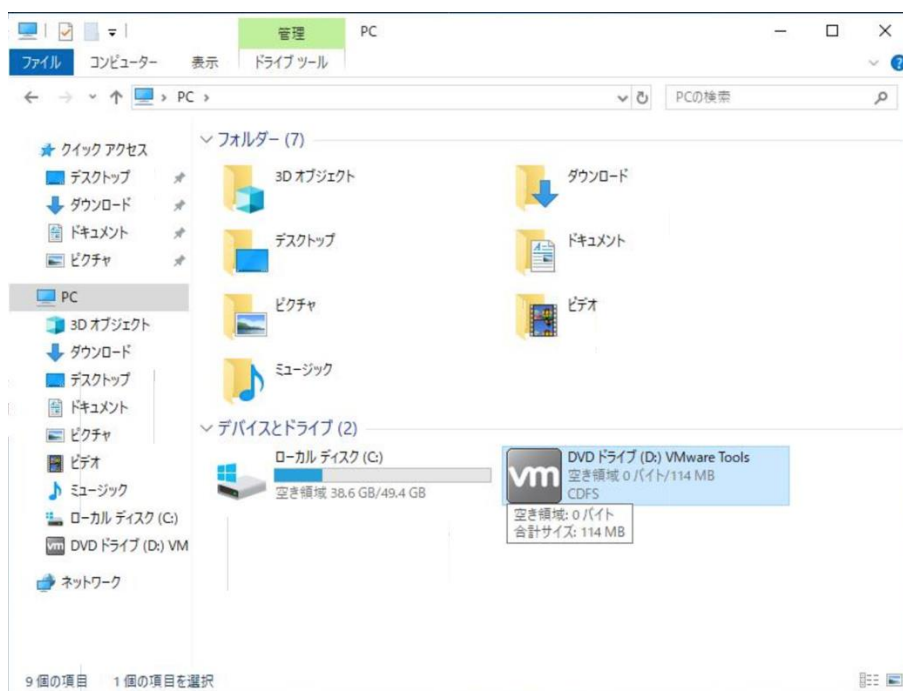 管理
PC
ファイル
コンピューター
表示
ドライブ ツール
PC
PCの検索
クイック アクセス
デスクトップ
ダウンロード
ドキュメント
ピクチャ
PC
3D オブジェクト
ダウンロード
デスクトップ
ドキュメント
ピクチャ
ビデオ
ミュージック
ローカル ディスク (C:)
DVD ドライブ (D:) VM
ネットワーク
フォルダー (7)
3D オブジェクト
ダウンロード
デスクトップ
ドキュメント
ピクチャ
ビデオ
ミュージック
デバイスとドライブ (2)
ローカル ディスク (C:)
空き領域 38.6 GB/49.4 GB
vm
DVD ドライブ (D:) VMware Tools
空き領域 0 バイト/114 MB
CDFS
空き領域: 0 バイト
合計サイズ: 114 MB
9 個の項目
1 個の項目を選択